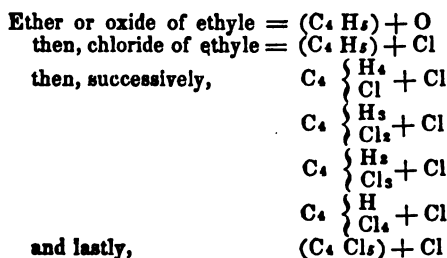 Ether or oxide of ethyle = (C₄ H₅) + O
then, chloride of ethyle = (C₄ H₅) + Cl
then, successively, C₄ { H₄ Cl + Cl
C₄ { H₃ Cl₂ + Cl
C₄ { H₂ Cl₃ + Cl
C₄ { H Cl₄ + Cl
and lastly, (C₄ Cl₅) + Cl